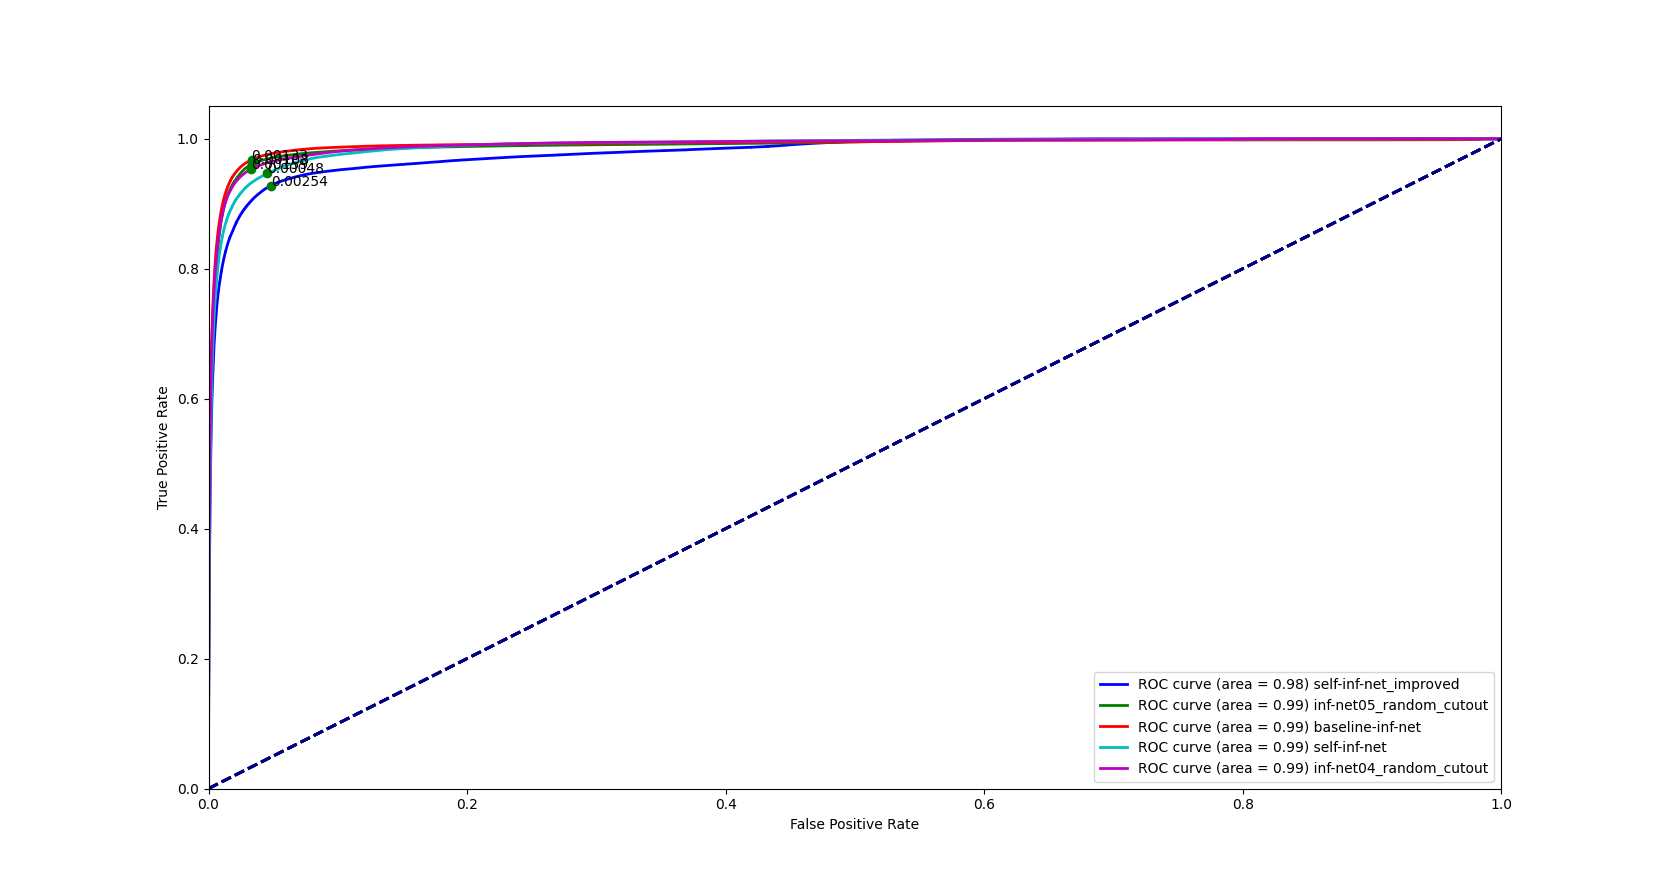 1.0
0.8
0.6
0.4
0.2
0.0
True Positive Rate
0.00048
0.00254
ROC curve (area = 0.98) self-inf-net_improved
ROC curve (area = 0.99) inf-net05_random_cutout
ROC curve (area = 0.99) baseline-inf-net
ROC curve (area = 0.99) self-inf-net
ROC curve (area = 0.99) inf-net04_random_cutout
0.0 0.2 0.4 0.6 0.8 1.0
False Positive Rate